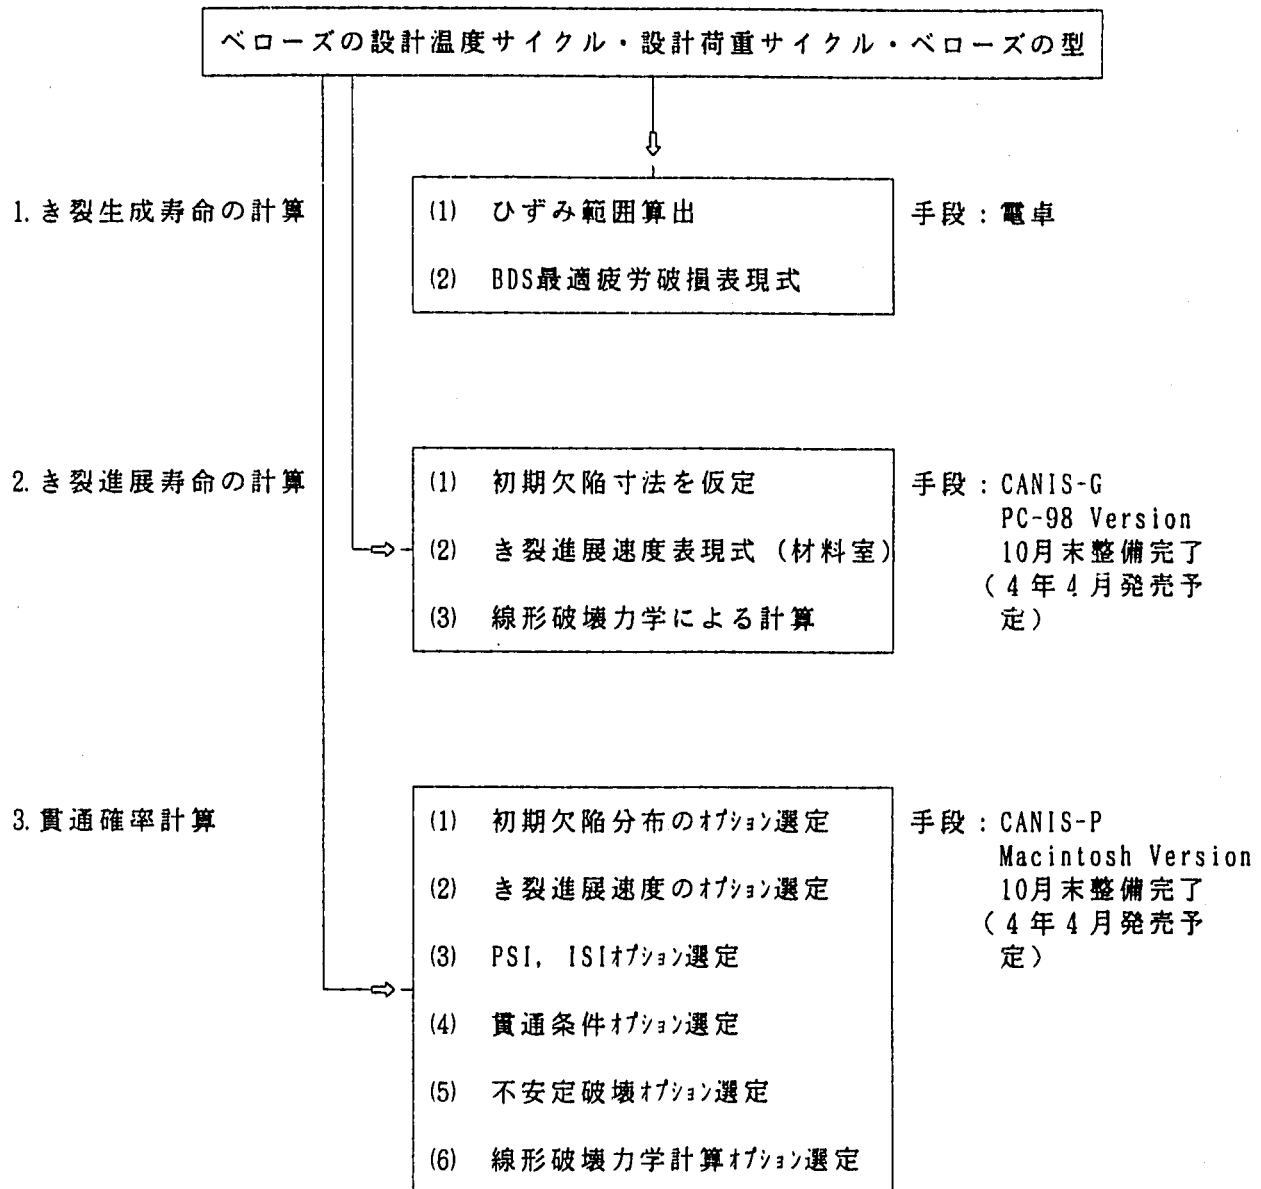 ベローズの設計温度サイクル・設計荷重サイクル・ベローズの型
1. き裂生成寿命の計算
(1) ひずみ範囲算出
(2) BDS最適疲労破損表現式
手段：電卓
2. き裂進展寿命の計算
(1) 初期欠陥寸法を仮定
(2) き裂進展速度表現式（材料室）
(3) 線形破壊力学による計算
手段：CANIS-G
PC-98 Version
10月末整備完了
（4年4月発売予
定）
3. 貫通確率計算
(1) 初期欠陥分布のｵﾌﾟｼｮﾝ選定
(2) き裂進展速度のｵﾌﾟｼｮﾝ選定
(3) PSI, ISIｵﾌﾟｼｮﾝ選定
(4) 貫通条件ｵﾌﾟｼｮﾝ選定
(5) 不安定破壊ｵﾌﾟｼｮﾝ選定
(6) 線形破壊力学計算ｵﾌﾟｼｮﾝ選定
手段：CANIS-P
Macintosh Version
10月末整備完了
（4年4月発売予
定）